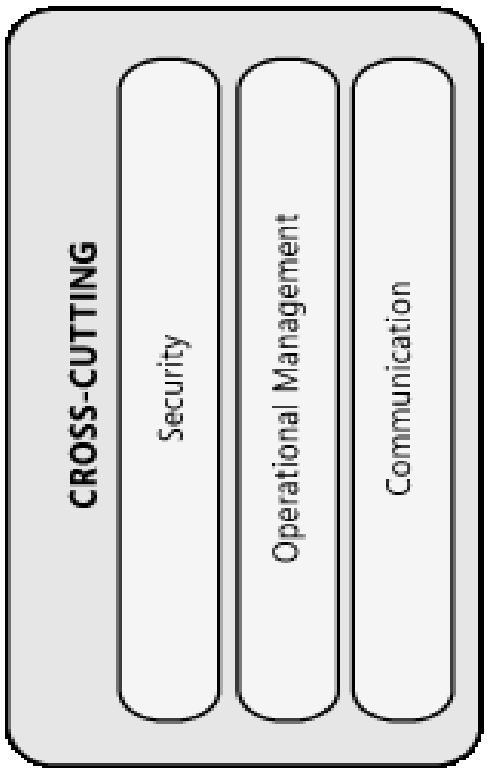 CROSS-CUTTING
Security
Operational Management
Communication